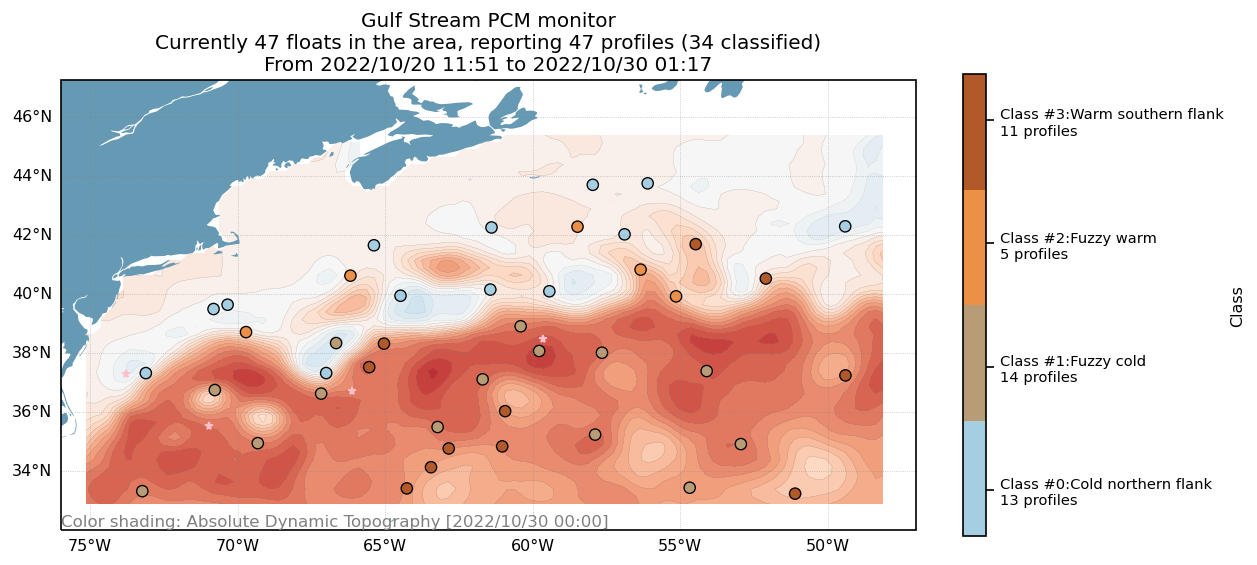 Gulf Stream PCM monitor
Currently 47 floats in the area, reporting 47 profiles (34 classified)
From 2022/10/20 11:51 to 2022/10/30 01:17
46°N
44°N
42°N
40°N
38°N
36°N
34°N
Color shading: Absolute Dynamic Topography [2022/10/30 00:00]
75°W
70°W
65°W
60°W
55°W
50°W
Class #3:Warm southern flank
11 profiles
Class #2:Fuzzy warm
5 profiles
Class #1:Fuzzy cold
14 profiles
Class #0:Cold northern flank
13 profiles
Class